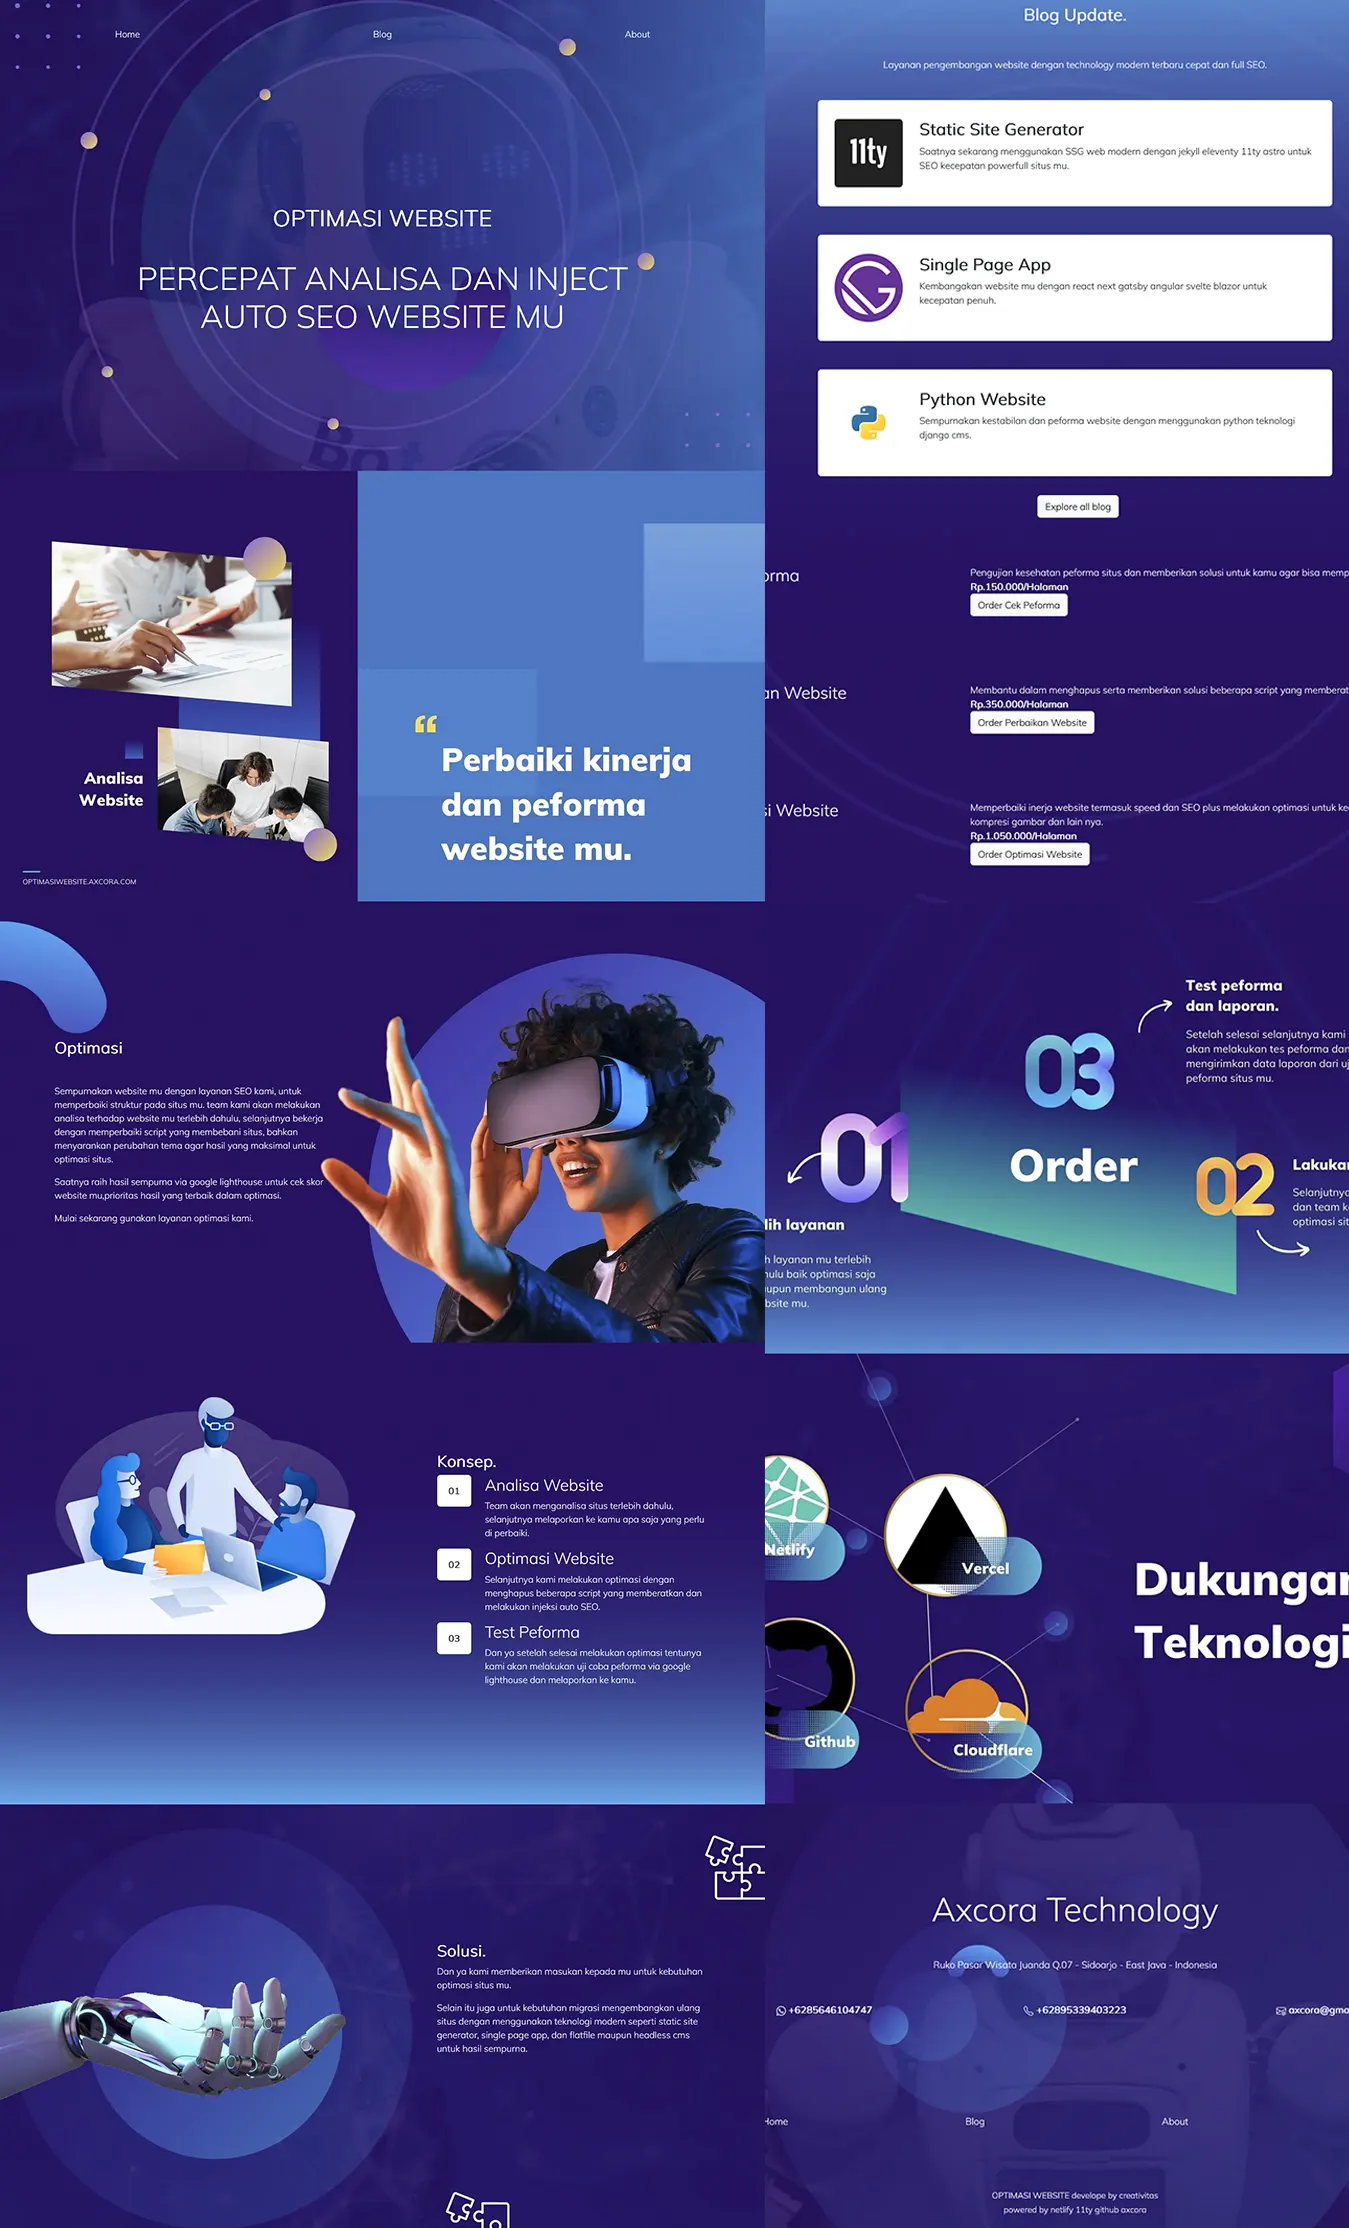 Home
Blog
About
OPTIMASI WEBSITE
PERCEPAT ANALISA DAN INJECT
AUTO SEO WEBSITE MU
Analisa
Website
OPTIMASIWEBSITE.AXCORA.COM
“
Perbaiki kinerja
dan peforma
website mu.
Optimasi
Sempurnakan website mu dengan layanan SEO kami, untuk
memperbaiki struktur pada situs mu. team kami akan melakukan
analisa terhadap website mu terlebih dahulu, selanjutnya bekerja
dengan memperbaiki script yang membebani situs, bahkan
menyarankan perubahan tema agar hasil yang maksimal untuk
optimasi situs.
Saatnya raih hasil sempurna via google lighthouse untuk cek skor
website mu,prioritas hasil yang terbaik dalam optimasi.
Mulai sekarang gunakan layanan optimasi kami.
Konsep.
01
Analisa Website
Team akan menganalisa situs terlebih dahulu,
selanjutnya melaporkan ke kamu apa saja yang perlu
di perbaiki.
02
Optimasi Website
Selanjutnya kami melakukan optimasi dengan
menghapus beberapa script yang memberatkan dan
melakukan injeksi auto SEO.
03
Test Peforma
Dan ya setelah selesai melakukan optimasi tentunya
kami akan melakukan uji coba peforma via google
lighthouse dan melaporkan ke kamu.
Solusi.
Dan ya kami memberikan masukan kepada mu untuk kebutuhan
optimasi situs mu.
Selain itu juga untuk kebutuhan migrasi mengembangkan ulang
situs dengan menggunakan teknologi modern seperti static site
generator, single page app, dan flatfile maupun headless cms
untuk hasil sempurna.
Blog Update.
Layanan pengembangan website dengan technology modern terbaru cepat dan full SEO.
11ty
Static Site Generator
Saatnya sekarang menggunakan SSG web modern dengan jekyll eleventy 11ty astro untuk
SEO kecepatan powerfull situs mu.
Single Page App
Kembangakan website mu dengan react next gatsby angular svelte blazor untuk
kecepatan penuh.
Python Website
Sempurnakan kestabilan dan peforma website dengan menggunakan python teknologi
django cms.
Explore all blog
orma
Pengujian kesehatan peforma situs dan memberikan solusi untuk kamu agar bisa memp
Rp.150.000/Halaman
Order Cek Peforma
an Website
Membantu dalam menghapus serta memberikan solusi beberapa script yang memberat
Rp.350.000/Halaman
Order Perbaikan Website
si Website
Memperbaiki inerja website termasuk speed dan SEO plus melakukan optimasi untuk ke
kompresi gambar dan lain nya.
Rp.1.050.000/Halaman
Order Optimasi Website
Test peforma
dan laporan.
Setelah selesai selanjutnya kami
akan melakukan tes peforma dan
mengirimkan data laporan dari uj
peforma situs mu.
03
01
Order
02
Lakukan
Selanjutnya
dan team k
optimasi sit
lih layanan
h layanan mu terlebih
hulu baik optimasi saja
upun membangun ulang
bsite mu.
Netlify
Vercel
Github
Cloudflare
Dukungan
Teknologi
Axcora Technology
Ruko Pasar Wisata Juanda Q.07 - Sidoarjo - East Java - Indonesia
+6285646104747
+62895339403223
axcora@gma
Home
Blog
About
OPTIMASI WEBSITE develope by creativitas
powered by netlify 11ty github axcora